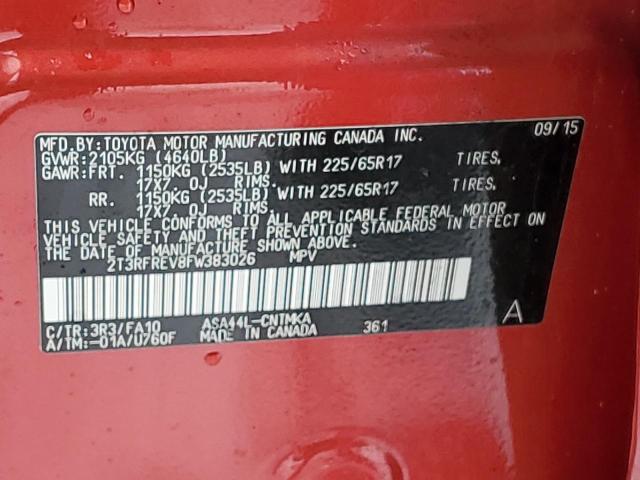 MFD.BY:TOYOTA MOTOR MANUFACTURING CANADA INC. 09/15
GVWR:2105KG (4640LB)
GAWR:FRT. 1150KG (2535LB) WITH 225/65R17 TIRES,
17X7.0J RIMS.
RR. 1150KG (2535LB) WITH 225/65R17 TIRES,
17X7.0J RIMS.
THIS VEHICLE CONFORMS TO ALL APPLICABLE FEDERAL MOTOR
VEHICLE SAFETY AND THEFT PREVENTION STANDARDS IN EFFECT ON
THE DATE OF MANUFACTURE SHOWN ABOVE.
2T3RFREV8FW383026 MPV
C/TR:3R3/FA10 ASA44L-CNTMKA 361 A
A/TM:-01A/U760F MADE IN CANADA